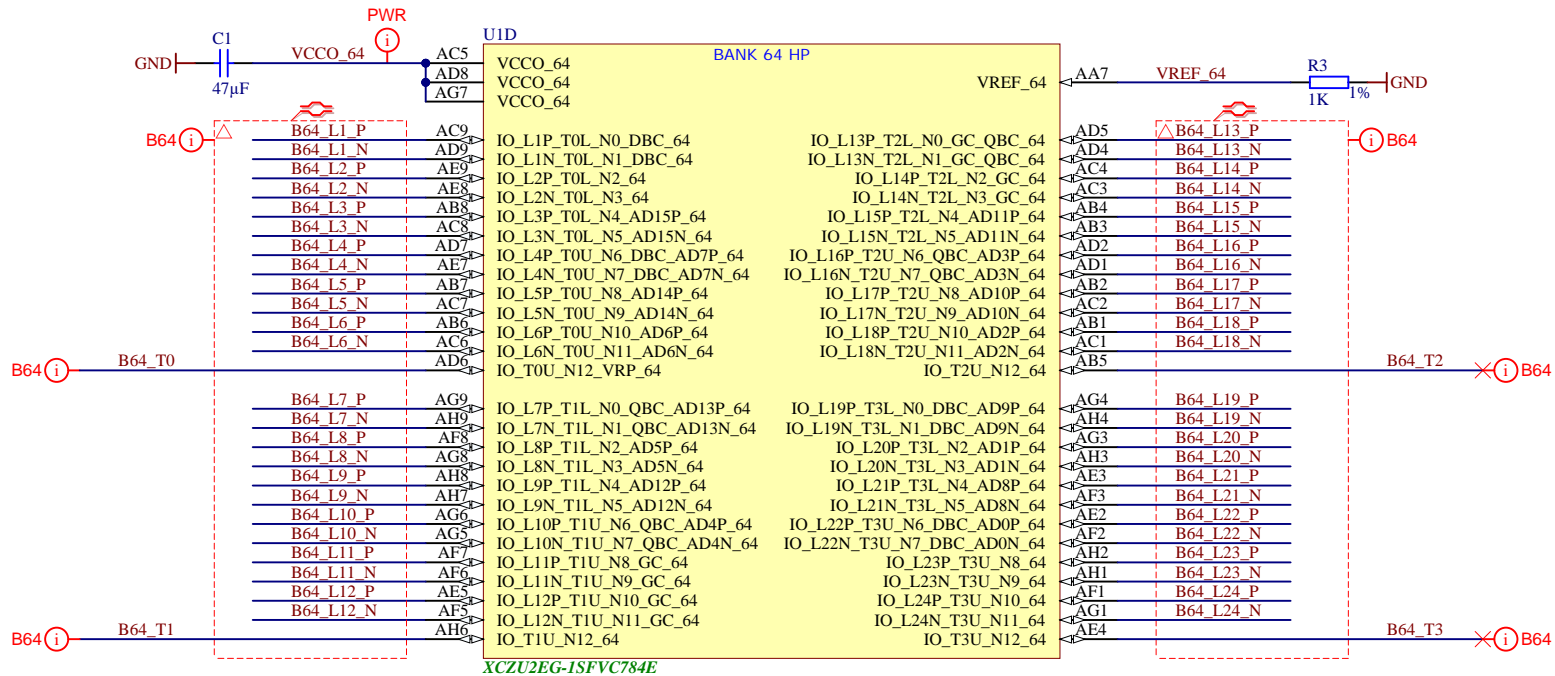 PWR
C1
U1D
GND
VCCO_64
AC5
VCCO_64
BANK 64 HP
R3
47µF
AD8
VCCO_64
VREF_64
AA7
VREF_64
GND
AG7
VCCO_64
1K
1%
B64 i
B64_L1_P
AC9
IO_L1P_T0L_N0_DBC_64
IO_L13P_T2L_N0_GC_QBC_64
AD5
B64_L13_P
i B64
B64_L1_N
AD9
IO_L1N_T0L_N1_DBC_64
IO_L13N_T2L_N1_GC_QBC_64
AD4
B64_L13_N
B64_L2_P
AE9
IO_L2P_T0L_N2_64
IO_L14P_T2L_N2_GC_64
AC4
B64_L14_P
B64_L2_N
AE8
IO_L2N_T0L_N3_64
IO_L14N_T2L_N3_GC_64
AC3
B64_L14_N
B64_L3_P
AB8
IO_L3P_T0L_N4_AD15P_64
IO_L15P_T2L_N4_AD11P_64
AB4
B64_L15_P
B64_L3_N
AC8
IO_L3N_T0L_N5_AD15N_64
IO_L15N_T2L_N5_AD11N_64
AB3
B64_L15_N
B64_L4_P
AD7
IO_L4P_T0U_N6_DBC_AD7P_64
IO_L16P_T2U_N6_QBC_AD3P_64
AD2
B64_L16_P
B64_L4_N
AE7
IO_L4N_T0U_N7_DBC_AD7N_64
IO_L16N_T2U_N7_QBC_AD3N_64
AD1
B64_L16_N
B64_L5_P
AB7
IO_L5P_T0U_N8_AD14P_64
IO_L17P_T2U_N8_AD10P_64
AB2
B64_L17_P
B64_L5_N
AC7
IO_L5N_T0U_N9_AD14N_64
IO_L17N_T2U_N9_AD10N_64
AC2
B64_L17_N
B64_L6_P
AB6
IO_L6P_T0U_N10_AD6P_64
IO_L18P_T2U_N10_AD2P_64
AB1
B64_L18_P
B64_L6_N
AC6
IO_L6N_T0U_N11_AD6N_64
IO_L18N_T2U_N11_AD2N_64
AC1
B64_L18_N
B64 i
B64_T0
AD6
IO_T0U_N12_VRP_64
IO_T2U_N12_64
AB5
B64_T2
i B64
B64_L7_P
AG9
IO_L7P_T1L_N0_QBC_AD13P_64
IO_L19P_T3L_N0_DBC_AD9P_64
AG4
B64_L19_P
B64_L7_N
AH9
IO_L7N_T1L_N1_QBC_AD13N_64
IO_L19N_T3L_N1_DBC_AD9N_64
AH4
B64_L19_N
B64_L8_P
AF8
IO_L8P_T1L_N2_AD5P_64
IO_L20P_T3L_N2_AD1P_64
AG3
B64_L20_P
B64_L8_N
AG8
IO_L8N_T1L_N3_AD5N_64
IO_L20N_T3L_N3_AD1N_64
AH3
B64_L20_N
B64_L9_P
AH8
IO_L9P_T1L_N4_AD12P_64
IO_L21P_T3L_N4_AD8P_64
AE3
B64_L21_P
B64_L9_N
AH7
IO_L9N_T1L_N5_AD12N_64
IO_L21N_T3L_N5_AD8N_64
AF3
B64_L21_N
B64_L10_P
AG6
IO_L10P_T1U_N6_QBC_AD4P_64
IO_L22P_T3U_N6_DBC_AD0P_64
AE2
B64_L22_P
B64_L10_N
AG5
IO_L10N_T1U_N7_QBC_AD4N_64
IO_L22N_T3U_N7_DBC_AD0N_64
AF2
B64_L22_N
B64_L11_P
AF7
IO_L11P_T1U_N8_GC_64
IO_L23P_T3U_N8_64
AH2
B64_L23_P
B64_L11_N
AF6
IO_L11N_T1U_N9_GC_64
IO_L23N_T3U_N9_64
AH1
B64_L23_N
B64_L12_P
AE5
IO_L12P_T1U_N10_GC_64
IO_L24P_T3U_N10_64
AF1
B64_L24_P
B64_L12_N
AF5
IO_L12N_T1U_N11_GC_64
IO_L24N_T3U_N11_64
AG1
B64_L24_N
B64 i
B64_T1
AH6
IO_T1U_N12_64
IO_T3U_N12_64
AE4
B64_T3
i B64
XCZU2EG-1SFVC784E